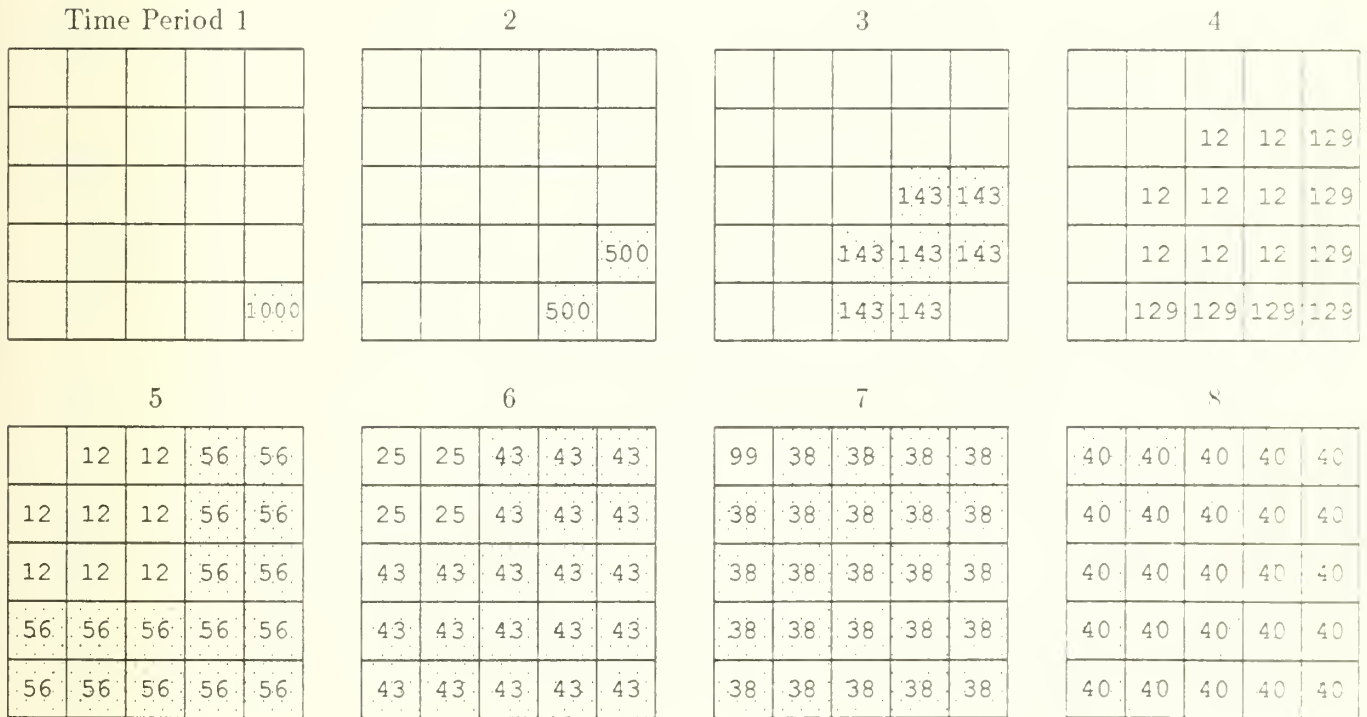 Time Period 1 2 3 4
12 12 129
143 143 12 12 12 129
500 143 143 143 12 12 12 129
1000 500 143 143 129 129 129 129
5 6 7 8
12 12 56 56 25 25 43 43 43 99 38 38 38 38 40 40 40 40 40
12 12 12 56 56 25 25 43 43 43 38 38 38 38 38 40 40 40 40 40
12 12 12 56 56 43 43 43 43 43 38 38 38 38 38 40 40 40 40 40
56 56 56 56 56 43 43 43 43 43 38 38 38 38 38 40 40 40 40 40
56 56 56 56 56 43 43 43 43 43 38 38 38 38 38 40 40 40 40 40